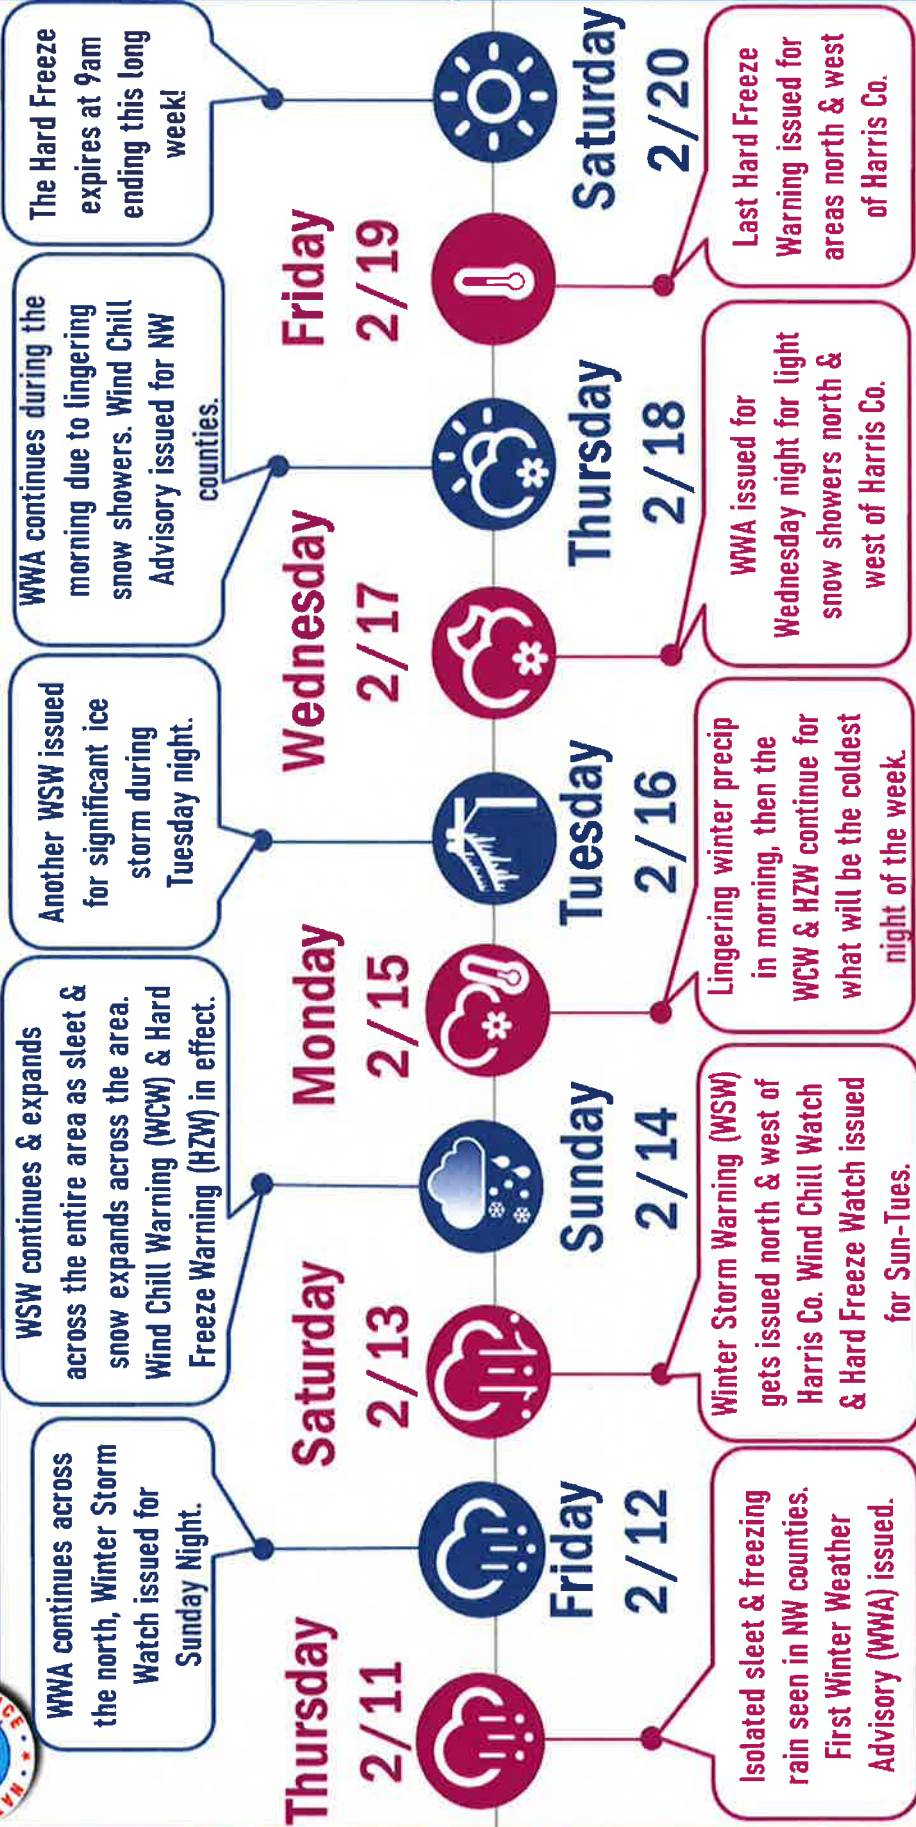 Thursday
2/11
Isolated sleet & freezing
rain seen in NW counties.
First Winter Weather
Advisory (WWA) issued.
WWA continues across
the north, Winter Storm
Watch issued for
Sunday Night.
Friday
2/12
Saturday
2/13
Winter Storm Warning (WSW)
gets issued north & west of
Harris Co. Wind Chill Watch
& Hard Freeze Watch issued
for Sun-Tues.
WSW continues & expands
across the entire area as sleet &
snow expands across the area.
Wind Chill Warning (WCW) & Hard
Freeze Warning (HZW) in effect.
Sunday
2/14
Monday
2/15
Lingering winter precip
in morning, then the
WCW & HZW continue for
what will be the coldest
night of the week.
Another WSW issued
for significant ice
storm during
Tuesday night.
Tuesday
2/16
Wednesday
2/17
WWA issued for
Wednesday night for light
snow showers north &
west of Harris Co.
WWA continues during the
morning due to lingering
snow showers. Wind Chill
Advisory issued for NW
counties.
Thursday
2/18
Friday
2/19
Last Hard Freeze
Warning issued for
areas north & west
of Harris Co.
The Hard Freeze
expires at 9am
ending this long
week!
Saturday
2/20